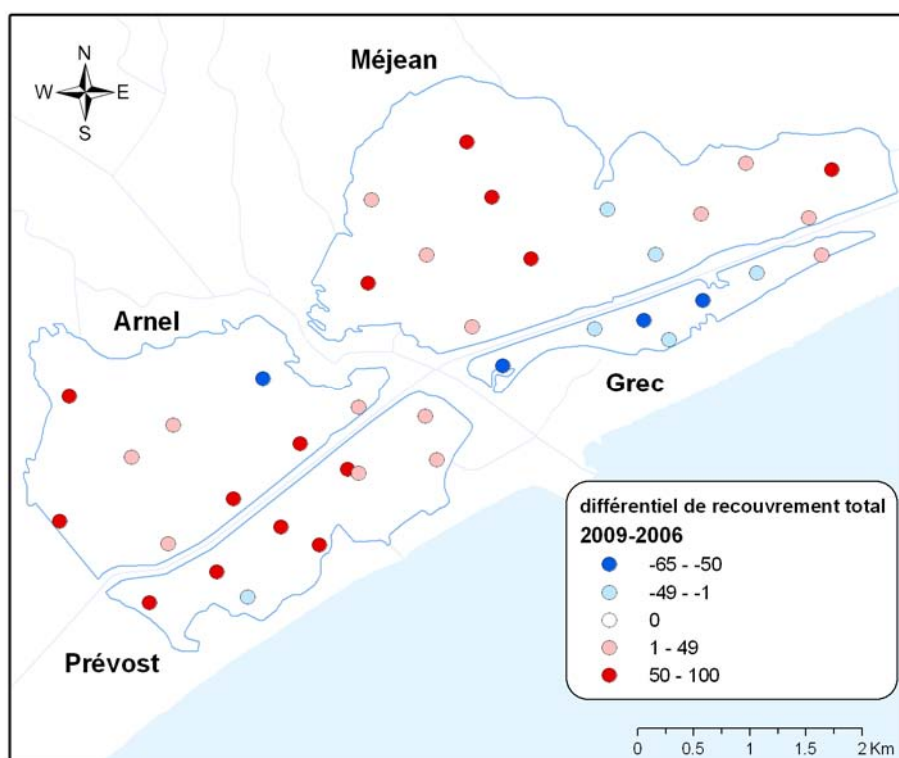 Méjean
N
W E
S
Arnel
Grec
Prévost
différentiel de recouvrement total
2009-2006
-65 - -50
-49 - -1
0
1 - 49
50 - 100
0 0.5 1 1.5 2 Km